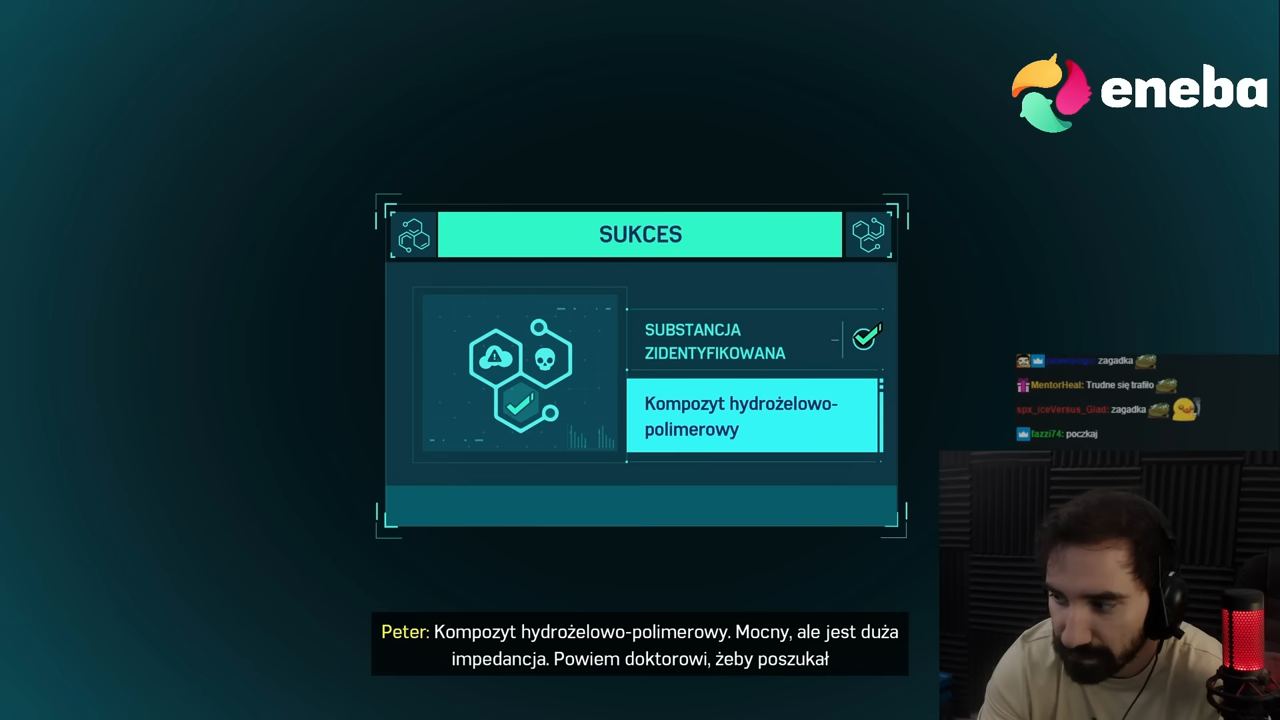 eneba
SUKCES
SUBSTANCJA
ZIDENTYFIKOWANA
Kompozyt hydrożelowo-
polimerowy
zagadka
MentorHeal: Trudne się trafiło
spx_iceVersus_Glad: zagadka
fazzi74: poczkaj
Peter: Kompozyt hydrożelowo-polimerowy. Mocny, ale jest duża
impedancja. Powiem doktorowi, żeby poszukał